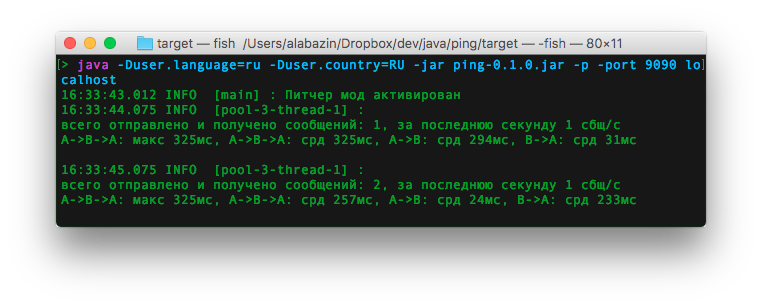 target — fish /Users/alabazin/Dropbox/dev/java/ping/target — -fish — 80×11
[> java -Duser.language=ru -Duser.country=RU -jar ping-0.1.0.jar -p -port 9090 lo]
calhost
16:33:43.012 INFO [main] : Питчер мод активирован
16:33:44.075 INFO [pool-3-thread-1] :
всего отправлено и получено сообщений: 1, за последнюю секунду 1 сбщ/с
A->B->A: макс 325мс, A->B->A: срд 325мс, A->B: срд 294мс, B->A: срд 31мс
16:33:45.075 INFO [pool-3-thread-1] :
всего отправлено и получено сообщений: 2, за последнюю секунду 1 сбщ/с
A->B->A: макс 325мс, A->B->A: срд 257мс, A->B: срд 24мс, B->A: срд 233мс